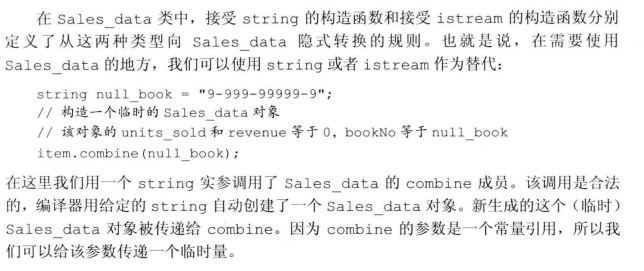 在 Sales_data 类中，接受 string 的构造函数和接受 istream 的构造函数分别
定义了从这两种类型向 Sales_data 隐式转换的规则。也就是说，在需要使用
Sales_data 的地方，我们可以使用 string 或者 istream 作为替代：
string null_book = "9-999-99999-9";
// 构造一个临时的 Sales_data 对象
// 该对象的 units_sold 和 revenue 等于 0，bookNo 等于 null_book
item.combine(null_book);
在这里我们用一个 string 实参调用了 Sales_data 的 combine 成员。该调用是合法
的，编译器用给定的 string 自动创建了一个 Sales_data 对象。新生成的这个（临时）
Sales_data 对象被传递给 combine。因为 combine 的参数是一个常量引用，所以我
们可以给该参数传递一个临时量。